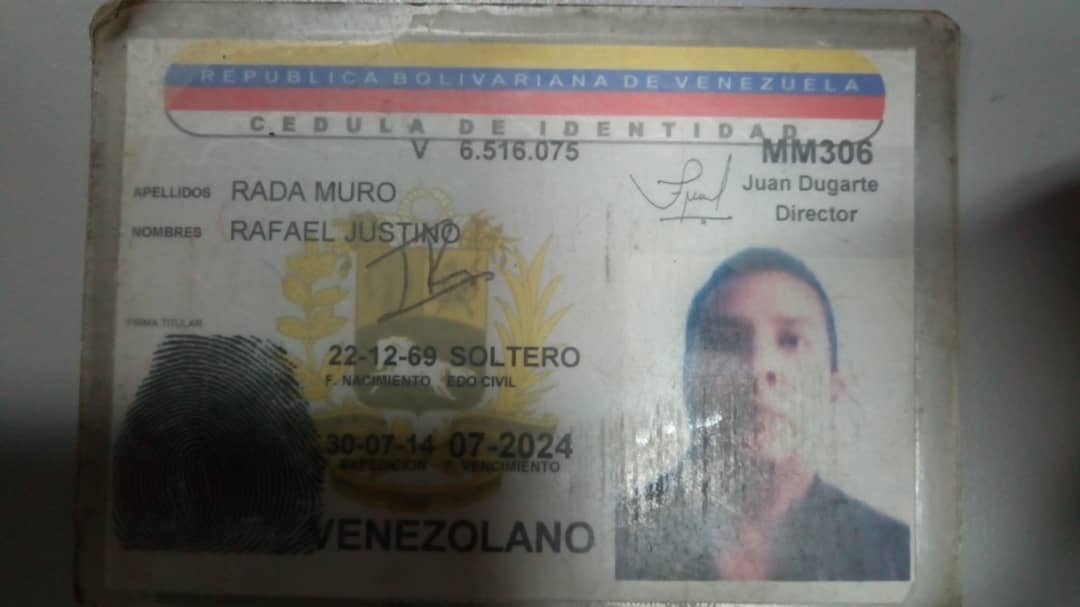 REPUBLICA BOLIVARIANA DE VENEZUELA
CEDULA DE IDENTIDAD
V 6.516.075 MM306
APELLIDOS RADA MURO Juan Dugarte
NOMBRES RAFAEL JUSTINO Director
FIRMA TITULAR
22-12-69 SOLTERO
F. NACIMIENTO EDO CIVIL
30-07-14 07-2024
EXPEDICION F. VENCIMIENTO
VENEZOLANO